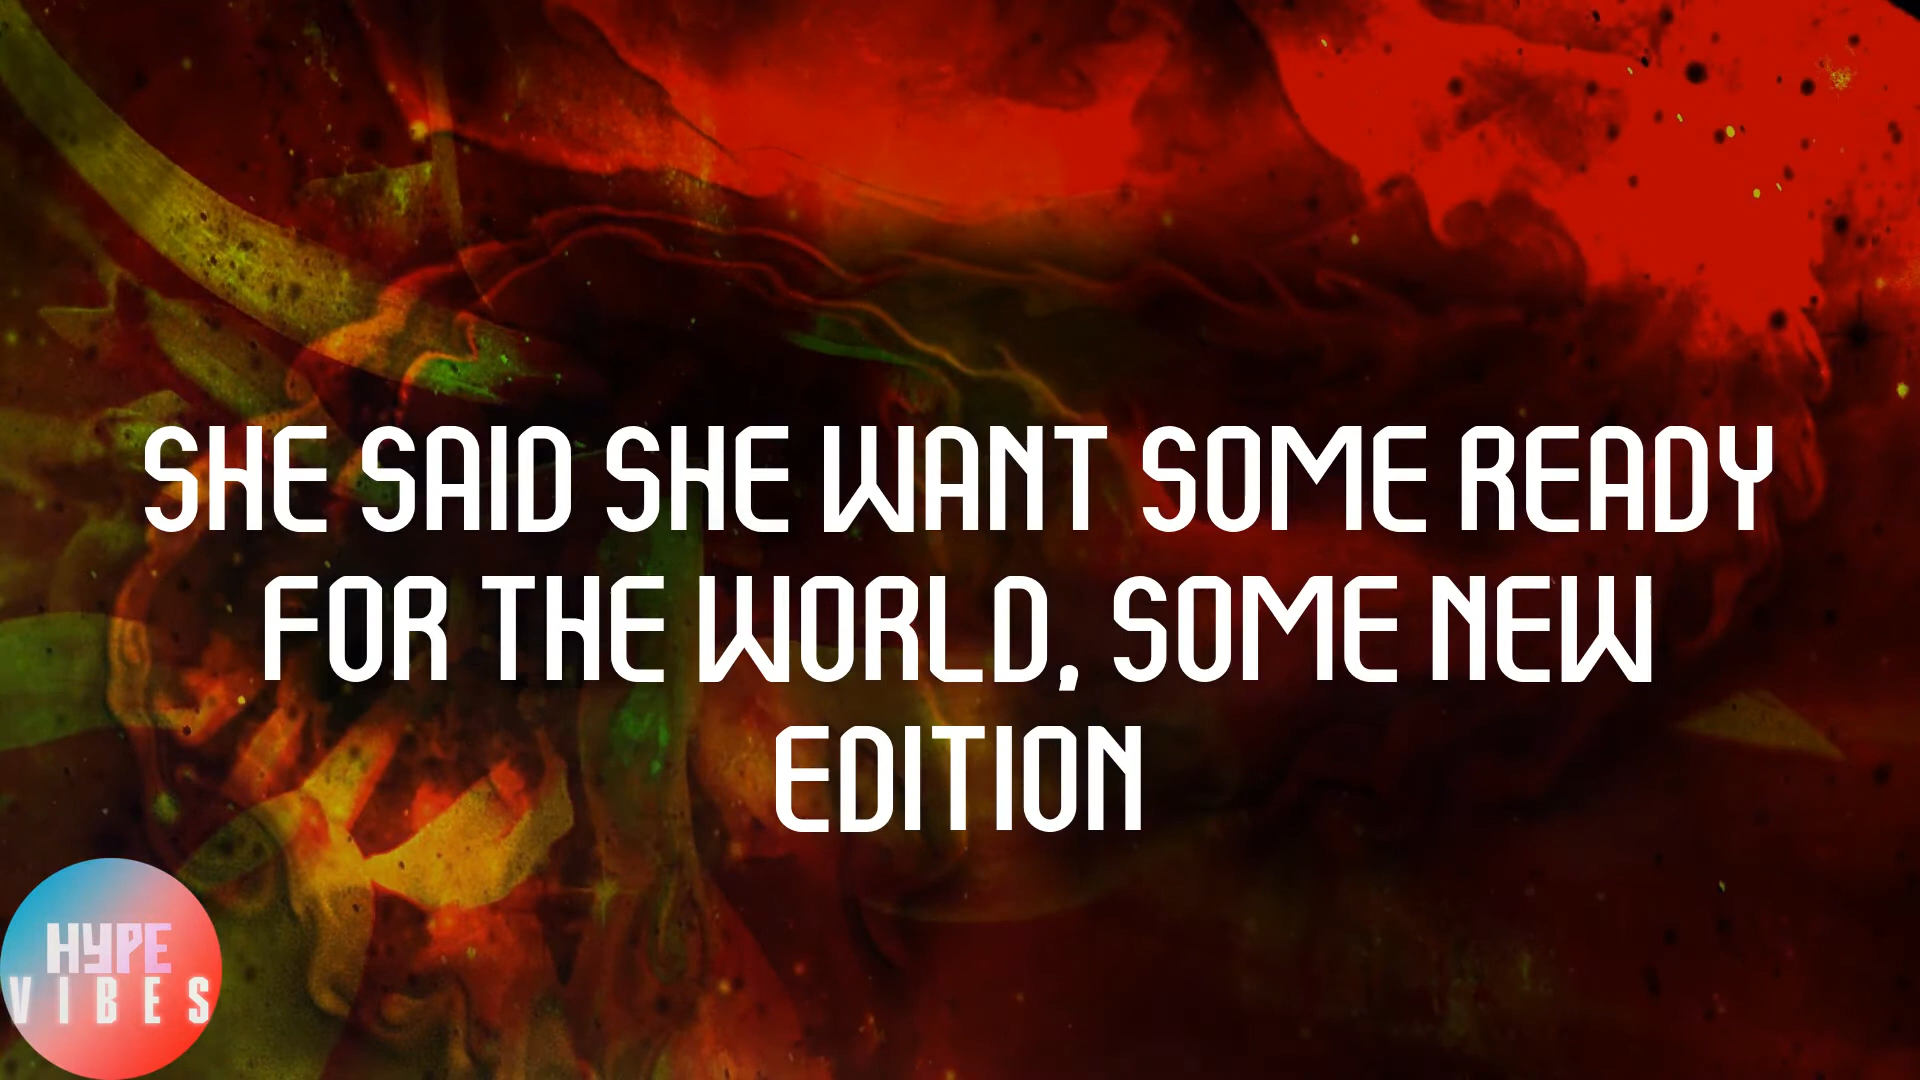 SHE SAID SHE WANT SOME READY
FOR THE WORLD, SOME NEW
EDITION
HYPE
VIBES